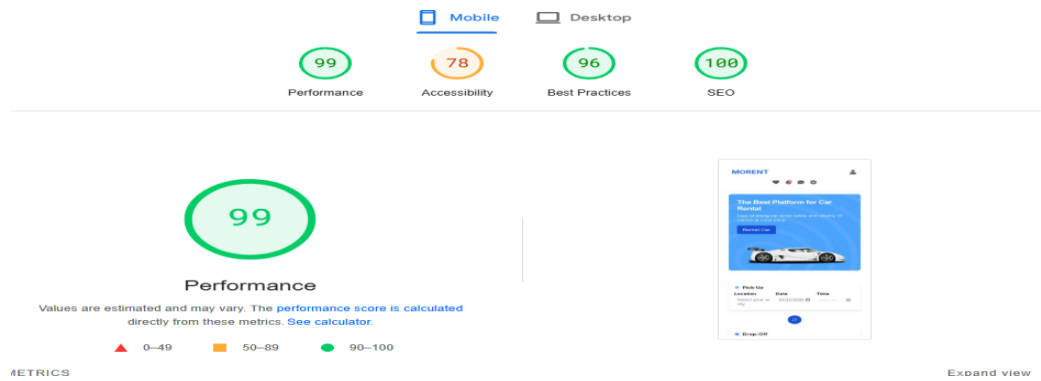 Mobile Desktop
99 78 96 100
Performance Accessibility Best Practices SEO
MORENT
The Best Platform for Car
Rental
Rental Car
99
Performance
Pick-Up
Location Date Time
Values are estimated and may vary. The performance score is calculated
directly from these metrics. See calculator.
Drop-Off
0–49 50–89 90–100
METRICS Expand view